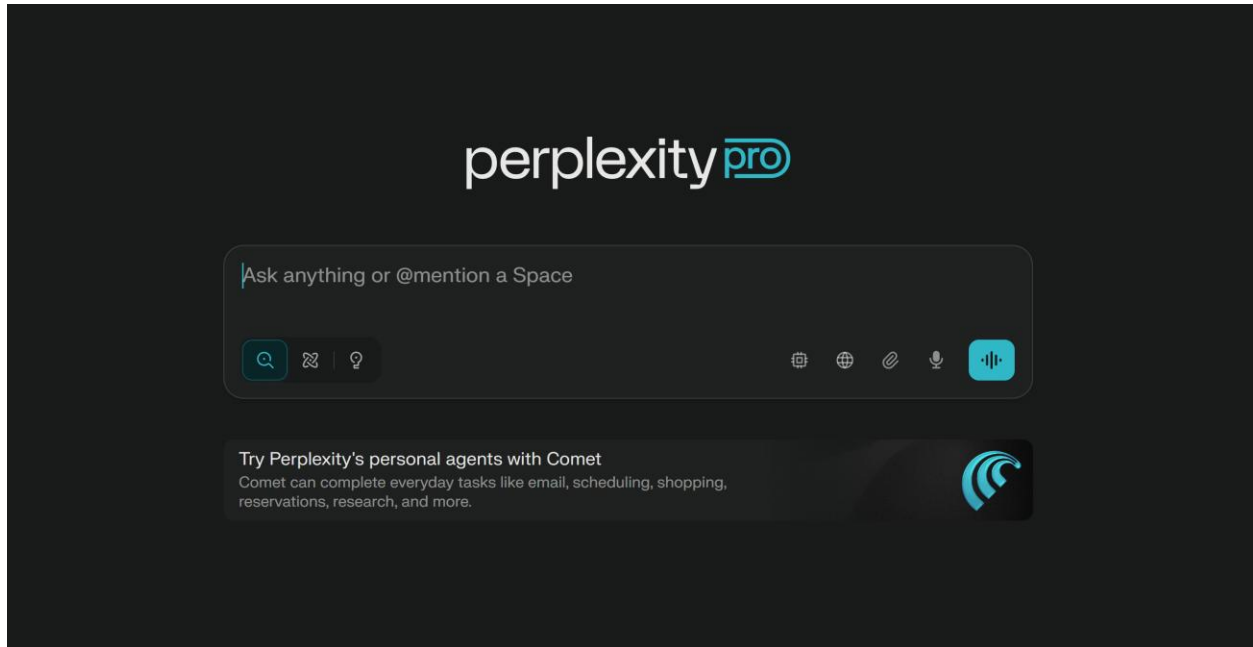 perplexity pro
Ask anything or @mention a Space
Try Perplexity's personal agents with Comet
Comet can complete everyday tasks like email, scheduling, shopping,
reservations, research, and more.